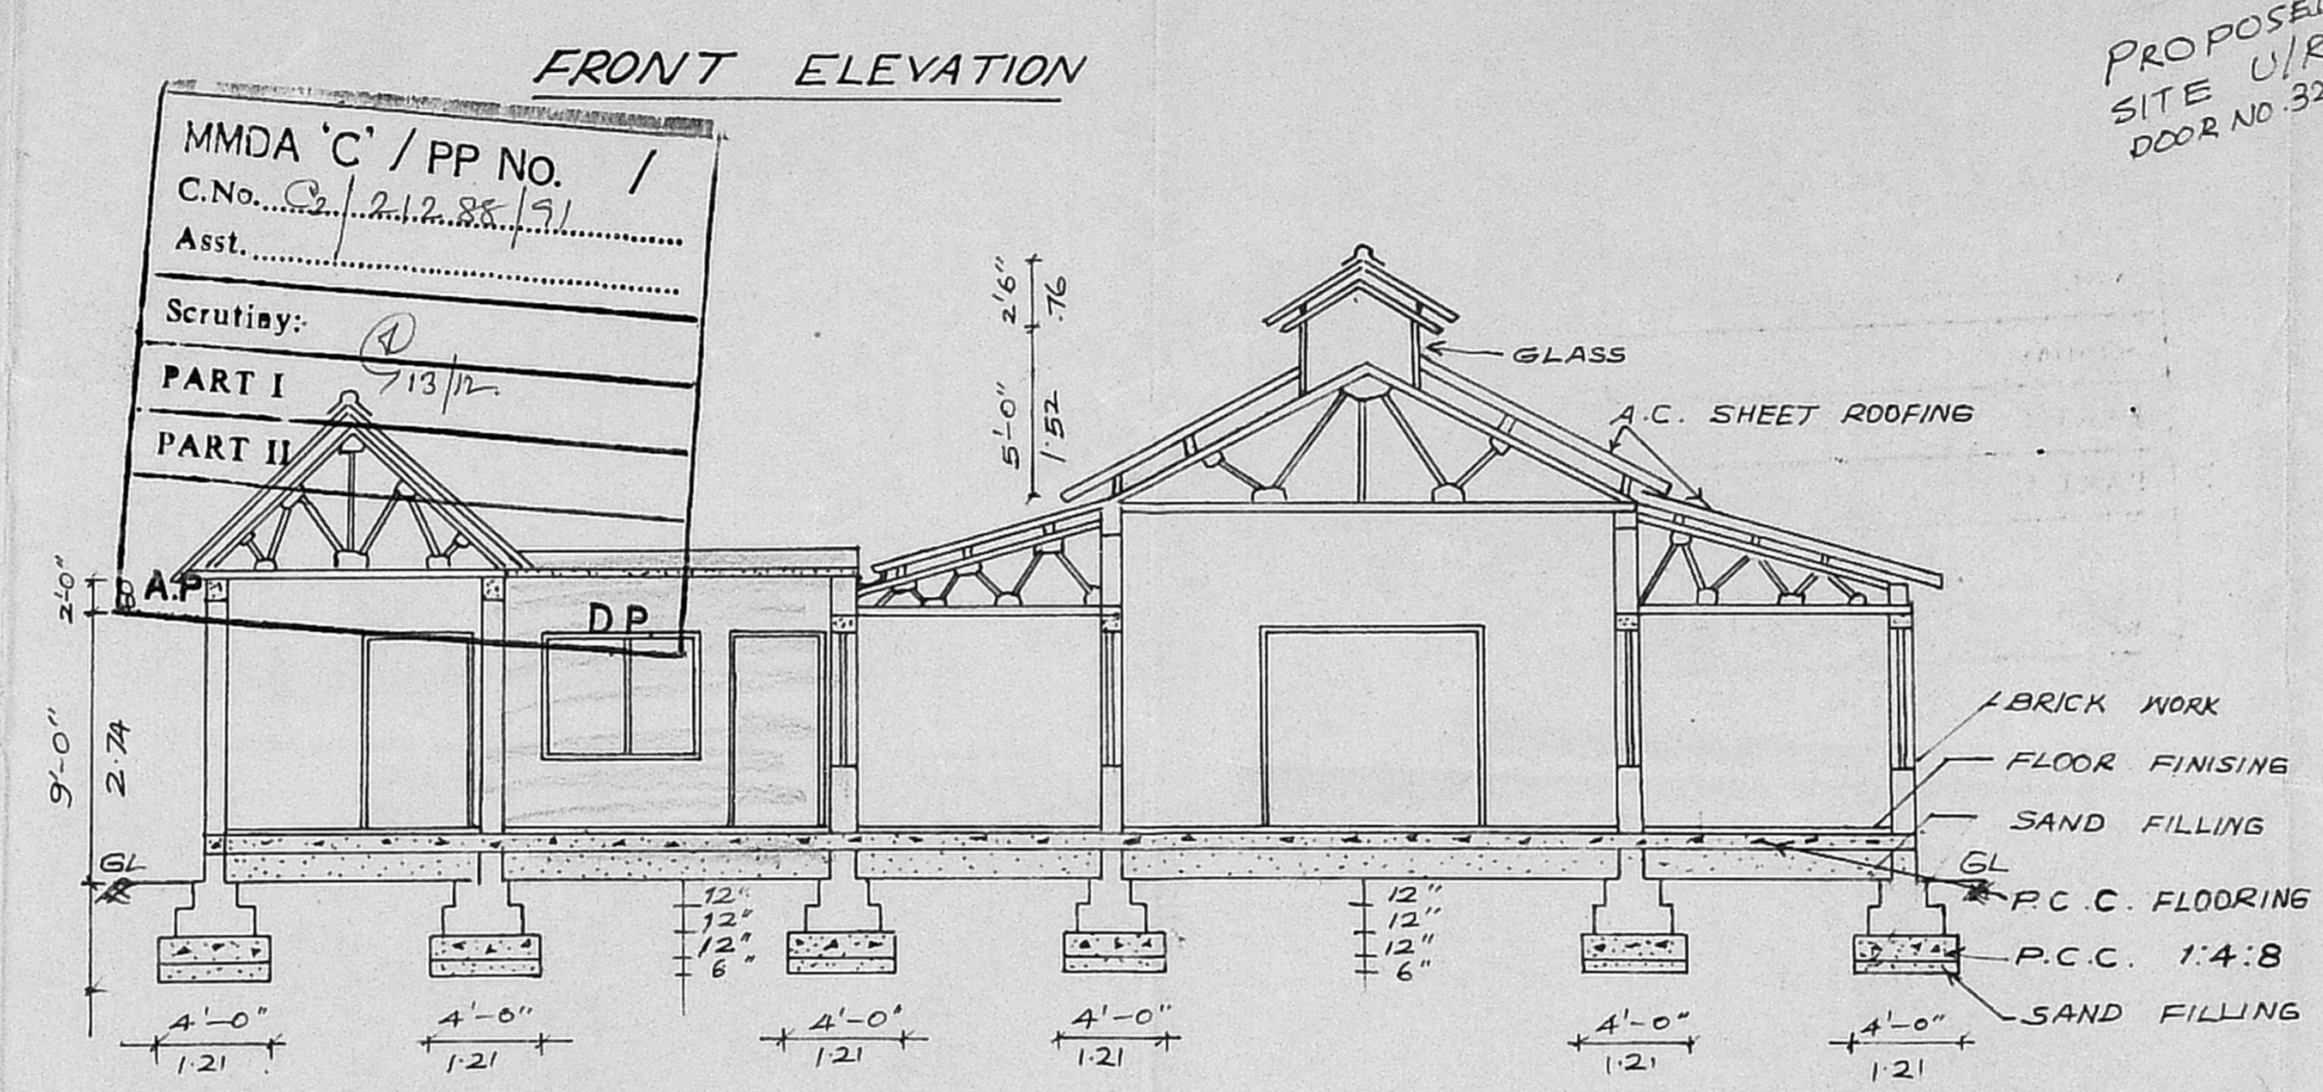 FRONT ELEVATION
PROPOSED
SITE U/R
DOOR NO.32
MMDA 'C' / PP No. /
C.No. C2/21288/91
Asst.
Scrutiny:-
13/12.
PART I
PART II
A.P
D P
2'6"
.76
5'-0"
1.52
GLASS
A.C. SHEET ROOFING
2'-0"
9'-0"
2.74
BRICK WORK
FLOOR FINISING
SAND FILLING
GL
GL
P.C.C. FLOORING
P.C.C. 1:4:8
SAND FILLING
12"
12"
12"
6"
12"
12"
12"
6"
4'-0"
1.21
4'-0"
1.21
4'-0"
1.21
4'-0"
1.21
4'-0"
1.21
4'-0"
1.21